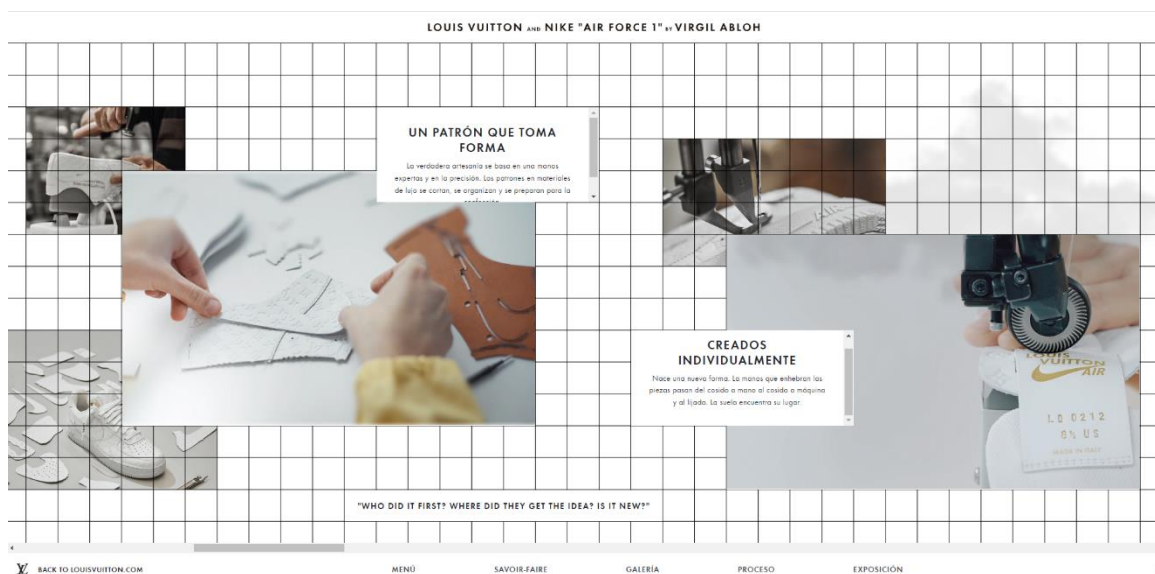 LOUIS VUITTON AND NIKE "AIR FORCE 1" BY VIRGIL ABLOH
UN PATRÓN QUE TOMA
FORMA
La verdadera artesanía se basa en una manos
expertas y en la precisión. Los patrones en materiales
de lujo se cortan, se organizan y se preparan para la
confección.
CREADOS
INDIVIDUALMENTE
Nace una nueva forma. La manos que enhebran las
piezas pasan del cosido a mano al cosido a máquina
y al lijado. La suela encuentra su lugar.
LOUIS
VUITTON
AIR
LD 0212
8½ US
MADE IN ITALY
"WHO DID IT FIRST? WHERE DID THEY GET THE IDEA? IS IT NEW?"
LV BACK TO LOUISVUITTON.COM MENÚ SAVOIR-FAIRE GALERÍA PROCESO EXPOSICIÓN